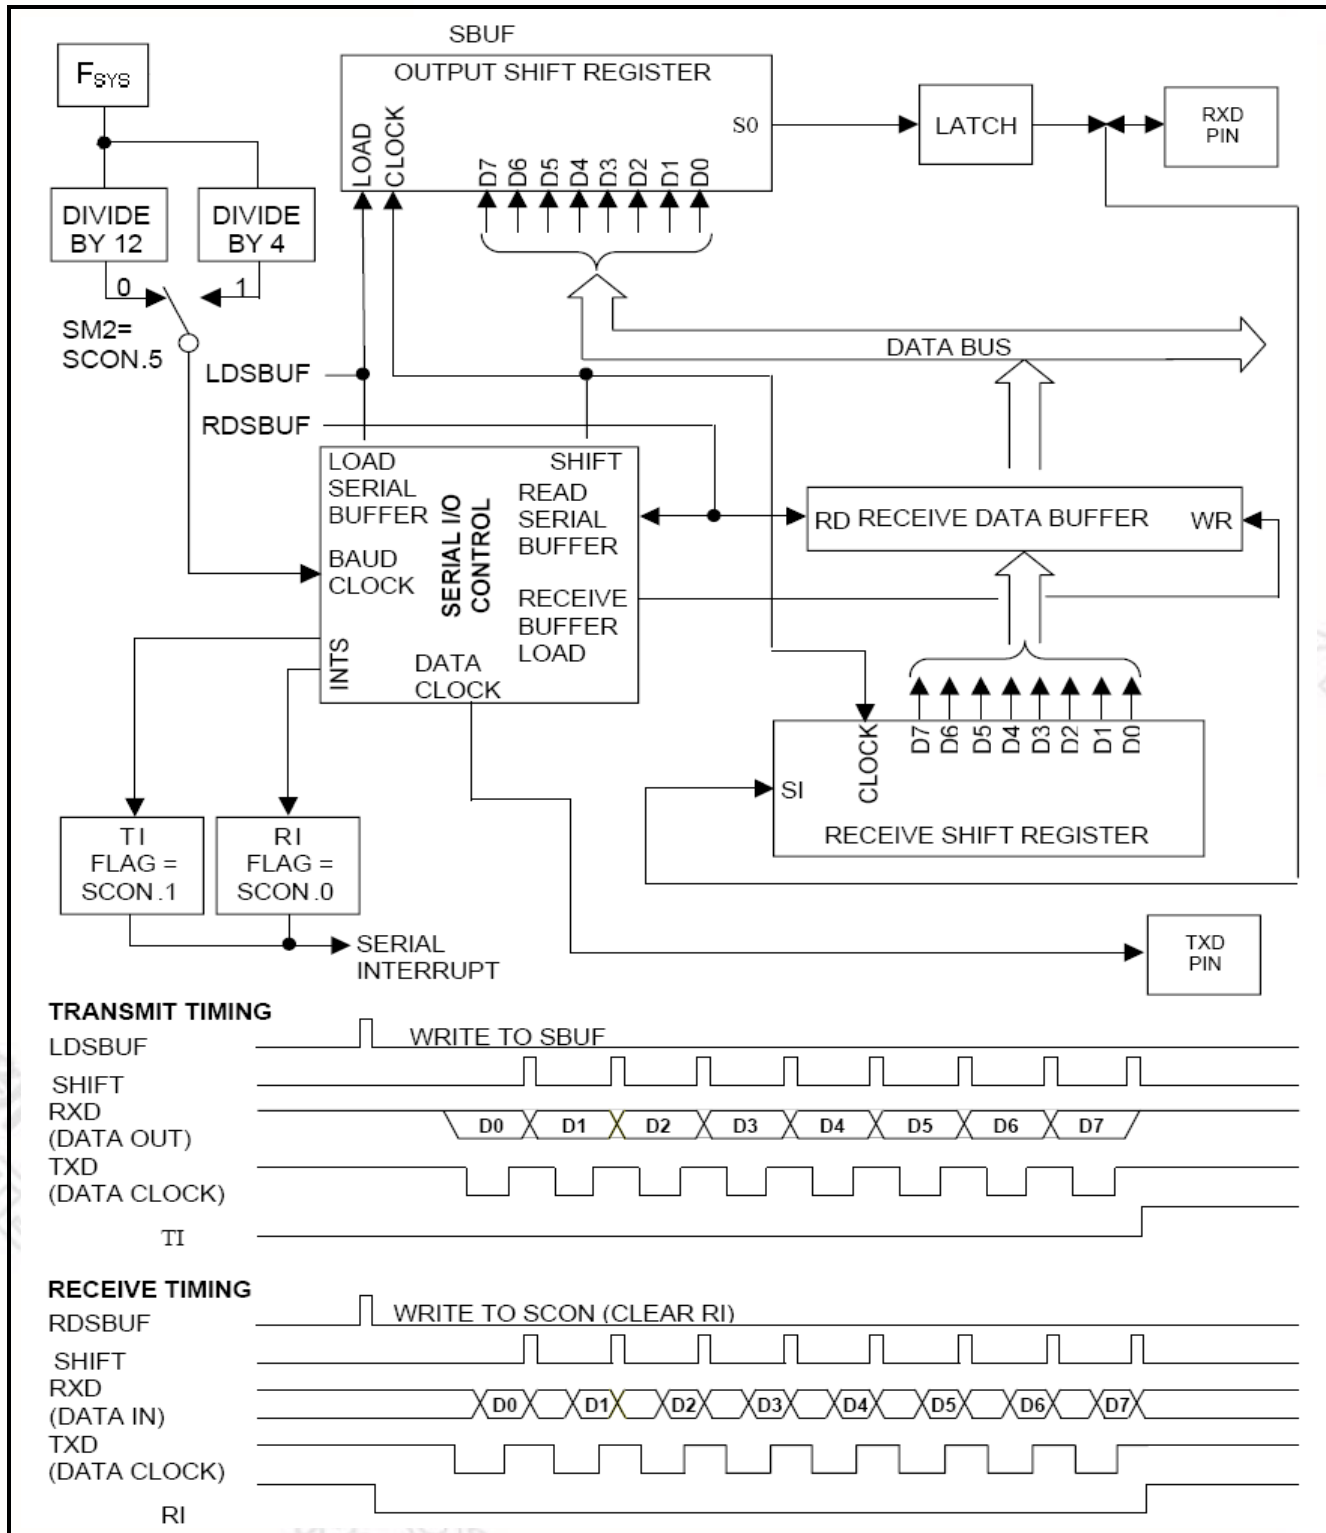 SBUF
F SYS
OUTPUT SHIFT REGISTER
LOAD
CLOCK
D7
D6
D5
D4
D3
D2
D1
D0
S0
LATCH
RXD
PIN
DIVIDE
BY 12
DIVIDE
BY 4
0
1
SM2=
SCON.5
DATA BUS
LDSBUF
RDSBUF
LOAD
SERIAL
BUFFER
SHIFT
READ
SERIAL
BUFFER
BAUD
CLOCK
SERIAL I/O
CONTROL
RECEIVE
BUFFER
LOAD
INTS
DATA
CLOCK
RD
RECEIVE DATA BUFFER
WR
SI
CLOCK
D7
D6
D5
D4
D3
D2
D1
D0
RECEIVE SHIFT REGISTER
TI
FLAG =
SCON.1
RI
FLAG =
SCON.0
SERIAL
INTERRUPT
TXD
PIN
TRANSMIT TIMING
LDSBUF
WRITE TO SBUF
SHIFT
RXD
(DATA OUT)
D0 D1 D2 D3 D4 D5 D6 D7
TXD
(DATA CLOCK)
TI
RECEIVE TIMING
RDSBUF
WRITE TO SCON (CLEAR RI)
SHIFT
RXD
(DATA IN)
D0 D1 D2 D3 D4 D5 D6 D7
TXD
(DATA CLOCK)
RI